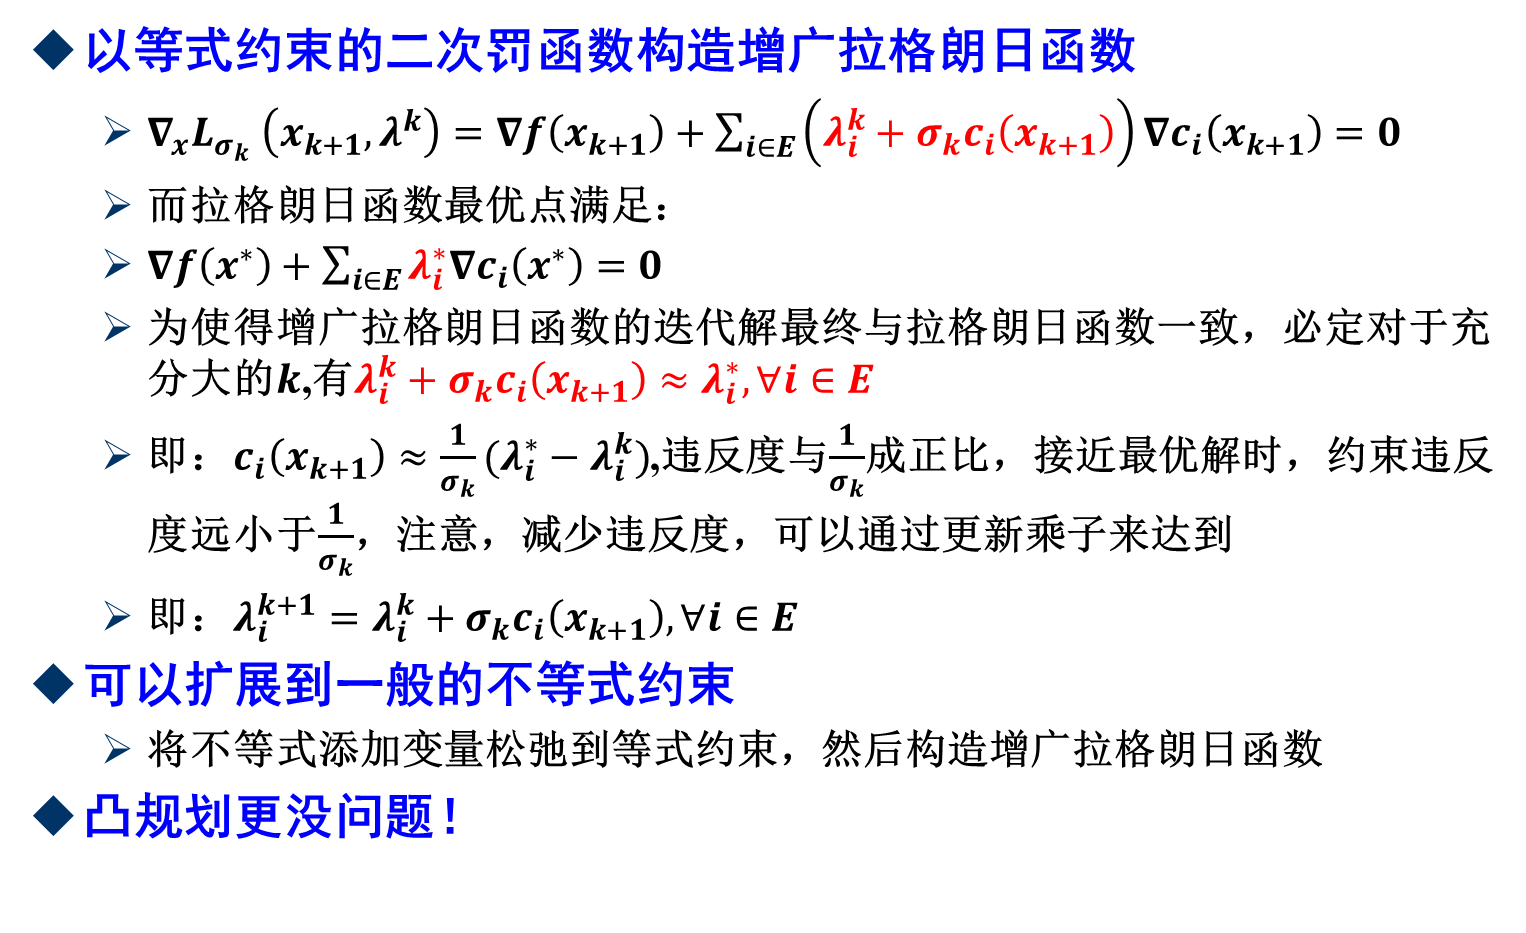 ◆以等式约束的二次罚函数构造增广拉格朗日函数
➢ ∇ₓL_{σ_k}(x_{k+1}, λ^k) = ∇f(x_{k+1}) + ∑_{i∈E}(λ_i^k + σ_k c_i(x_{k+1}))∇c_i(x_{k+1}) = 0
➢ 而拉格朗日函数最优点满足：
➢ ∇f(x^*) + ∑_{i∈E} λ_i^* ∇c_i(x^*) = 0
➢ 为使得增广拉格朗日函数的迭代解最终与拉格朗日函数一致，必定对于充
分大的k,有λ_i^k + σ_k c_i(x_{k+1}) ≈ λ_i^*, ∀i ∈ E
➢ 即：c_i(x_{k+1}) ≈ \frac{1}{σ_k}(λ_i^* − λ_i^k),违反度与\frac{1}{σ_k}成正比，接近最优解时，约束违反
度远小于\frac{1}{σ_k}，注意，减少违反度，可以通过更新乘子来达到
➢ 即：λ_i^{k+1} = λ_i^k + σ_k c_i(x_{k+1}), ∀i ∈ E
◆可以扩展到一般的不等式约束
➢ 将不等式添加变量松弛到等式约束，然后构造增广拉格朗日函数
◆凸规划更没问题！